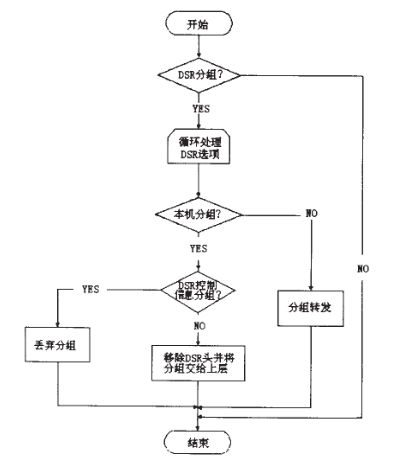 开始
DSR分组？
YES
循环处理
DSR选项
本机分组？
NO
YES
NO
DSR控制
信息分组？
YES
分组转发
NO
丢弃分组
移除DSR头并将
分组交给上层
结束